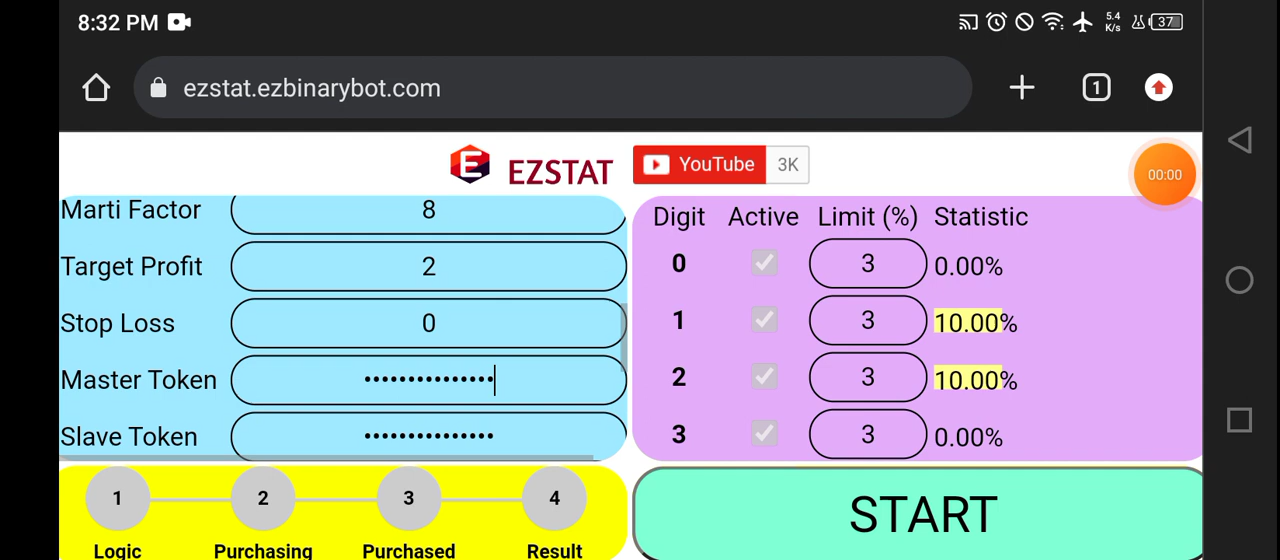 8:32 PM 5.4 K/s 37
ezstat.ezbinarybot.com 1
E EZSTAT YouTube 3K 00:00
Marti Factor 8
Target Profit 2
Stop Loss 0
Master Token •••••••••••••••
Slave Token •••••••••••••••
Digit Active Limit (%) Statistic
0 3 0.00%
1 3 10.00%
2 3 10.00%
3 3 0.00%
1 2 3 4
Logic Purchasing Purchased Result
START